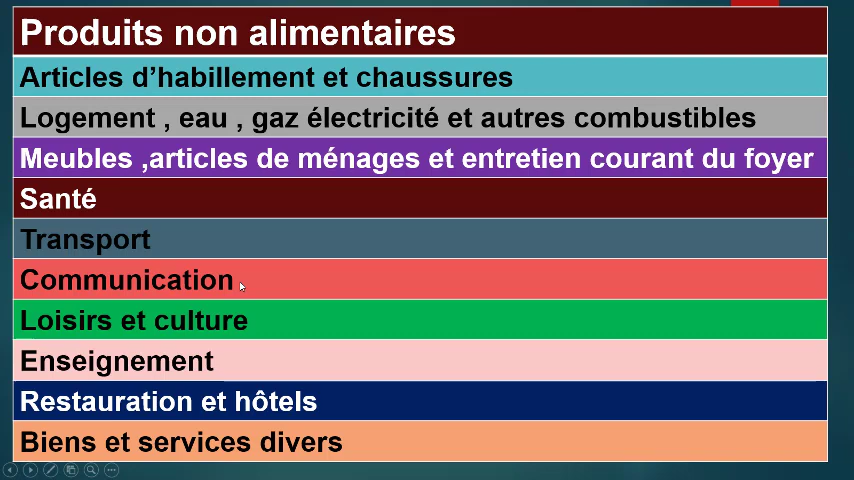 Produits non alimentaires
Articles d’habillement et chaussures
Logement , eau , gaz électricité et autres combustibles
Meubles ,articles de ménages et entretien courant du foyer
Santé
Transport
Communication
Loisirs et culture
Enseignement
Restauration et hôtels
Biens et services divers